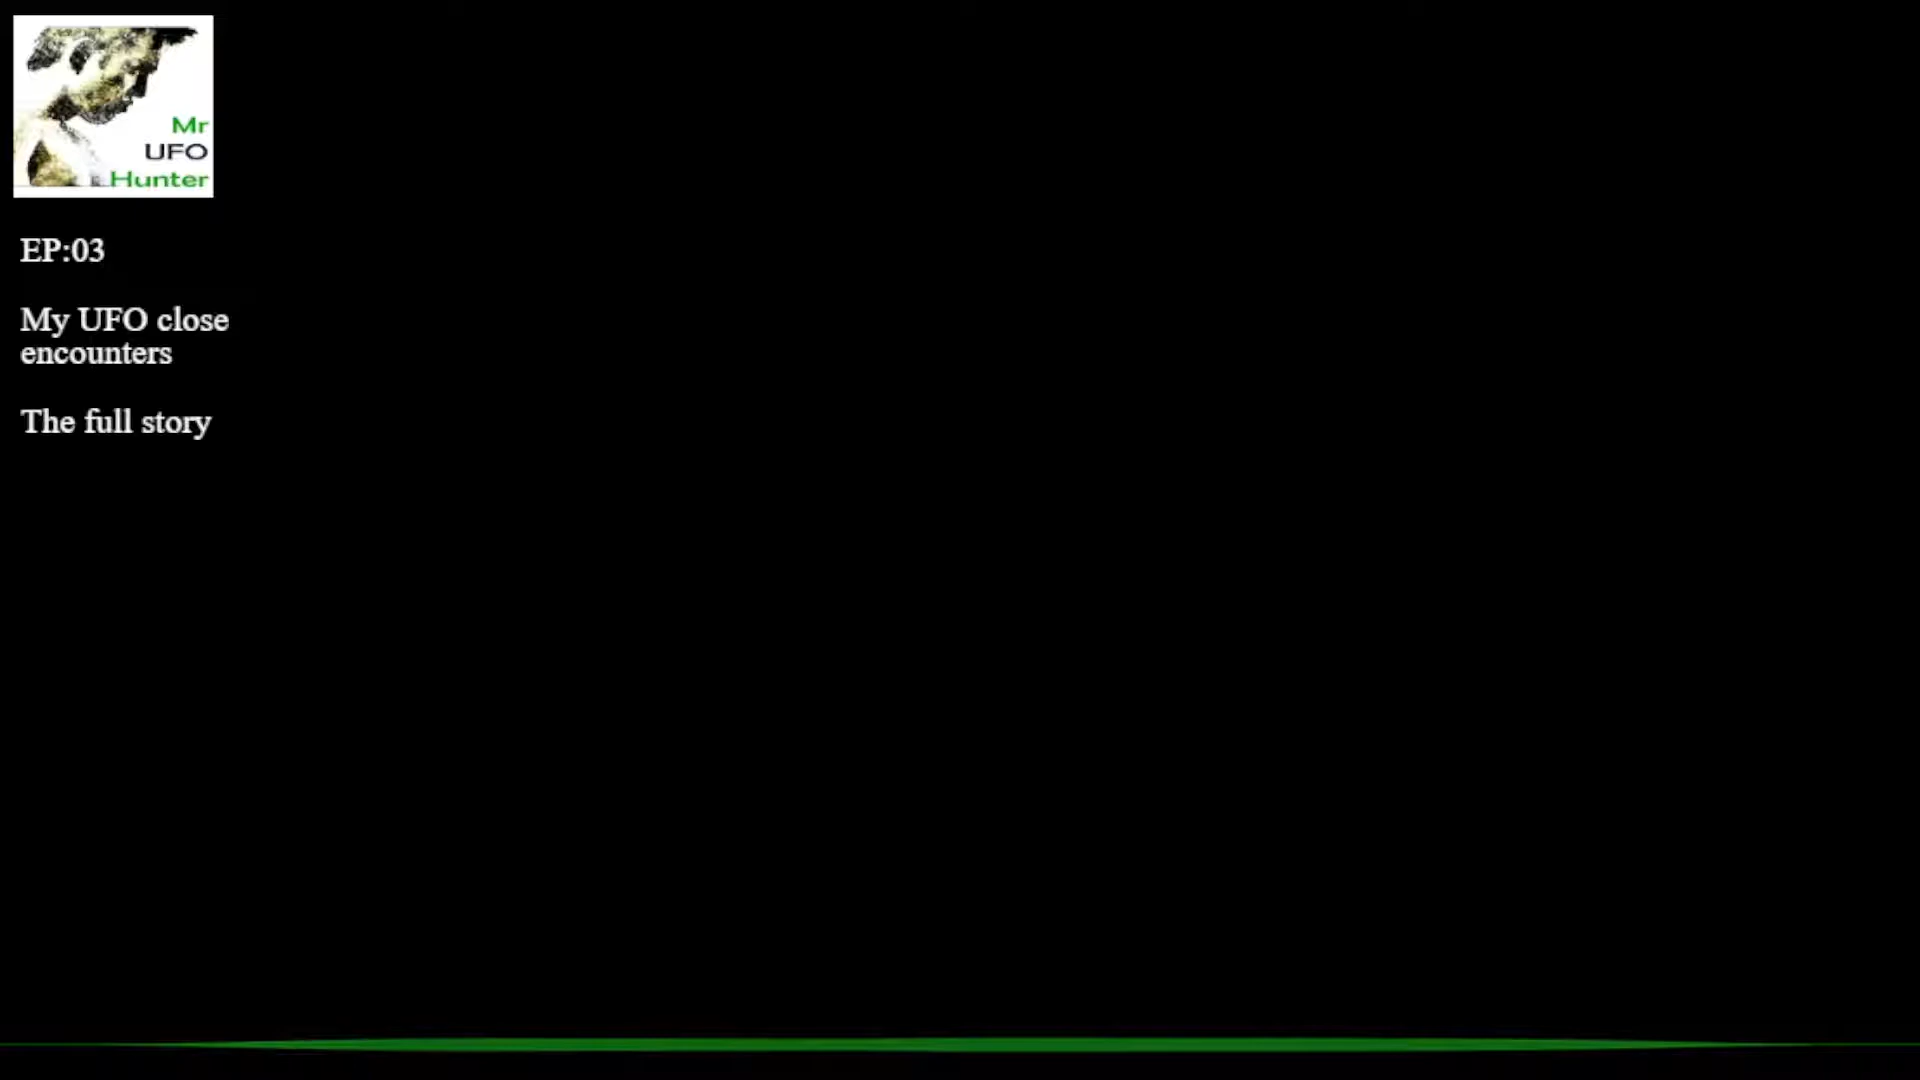 Mr
UFO
Hunter
EP:03
My UFO close
encounters
The full story